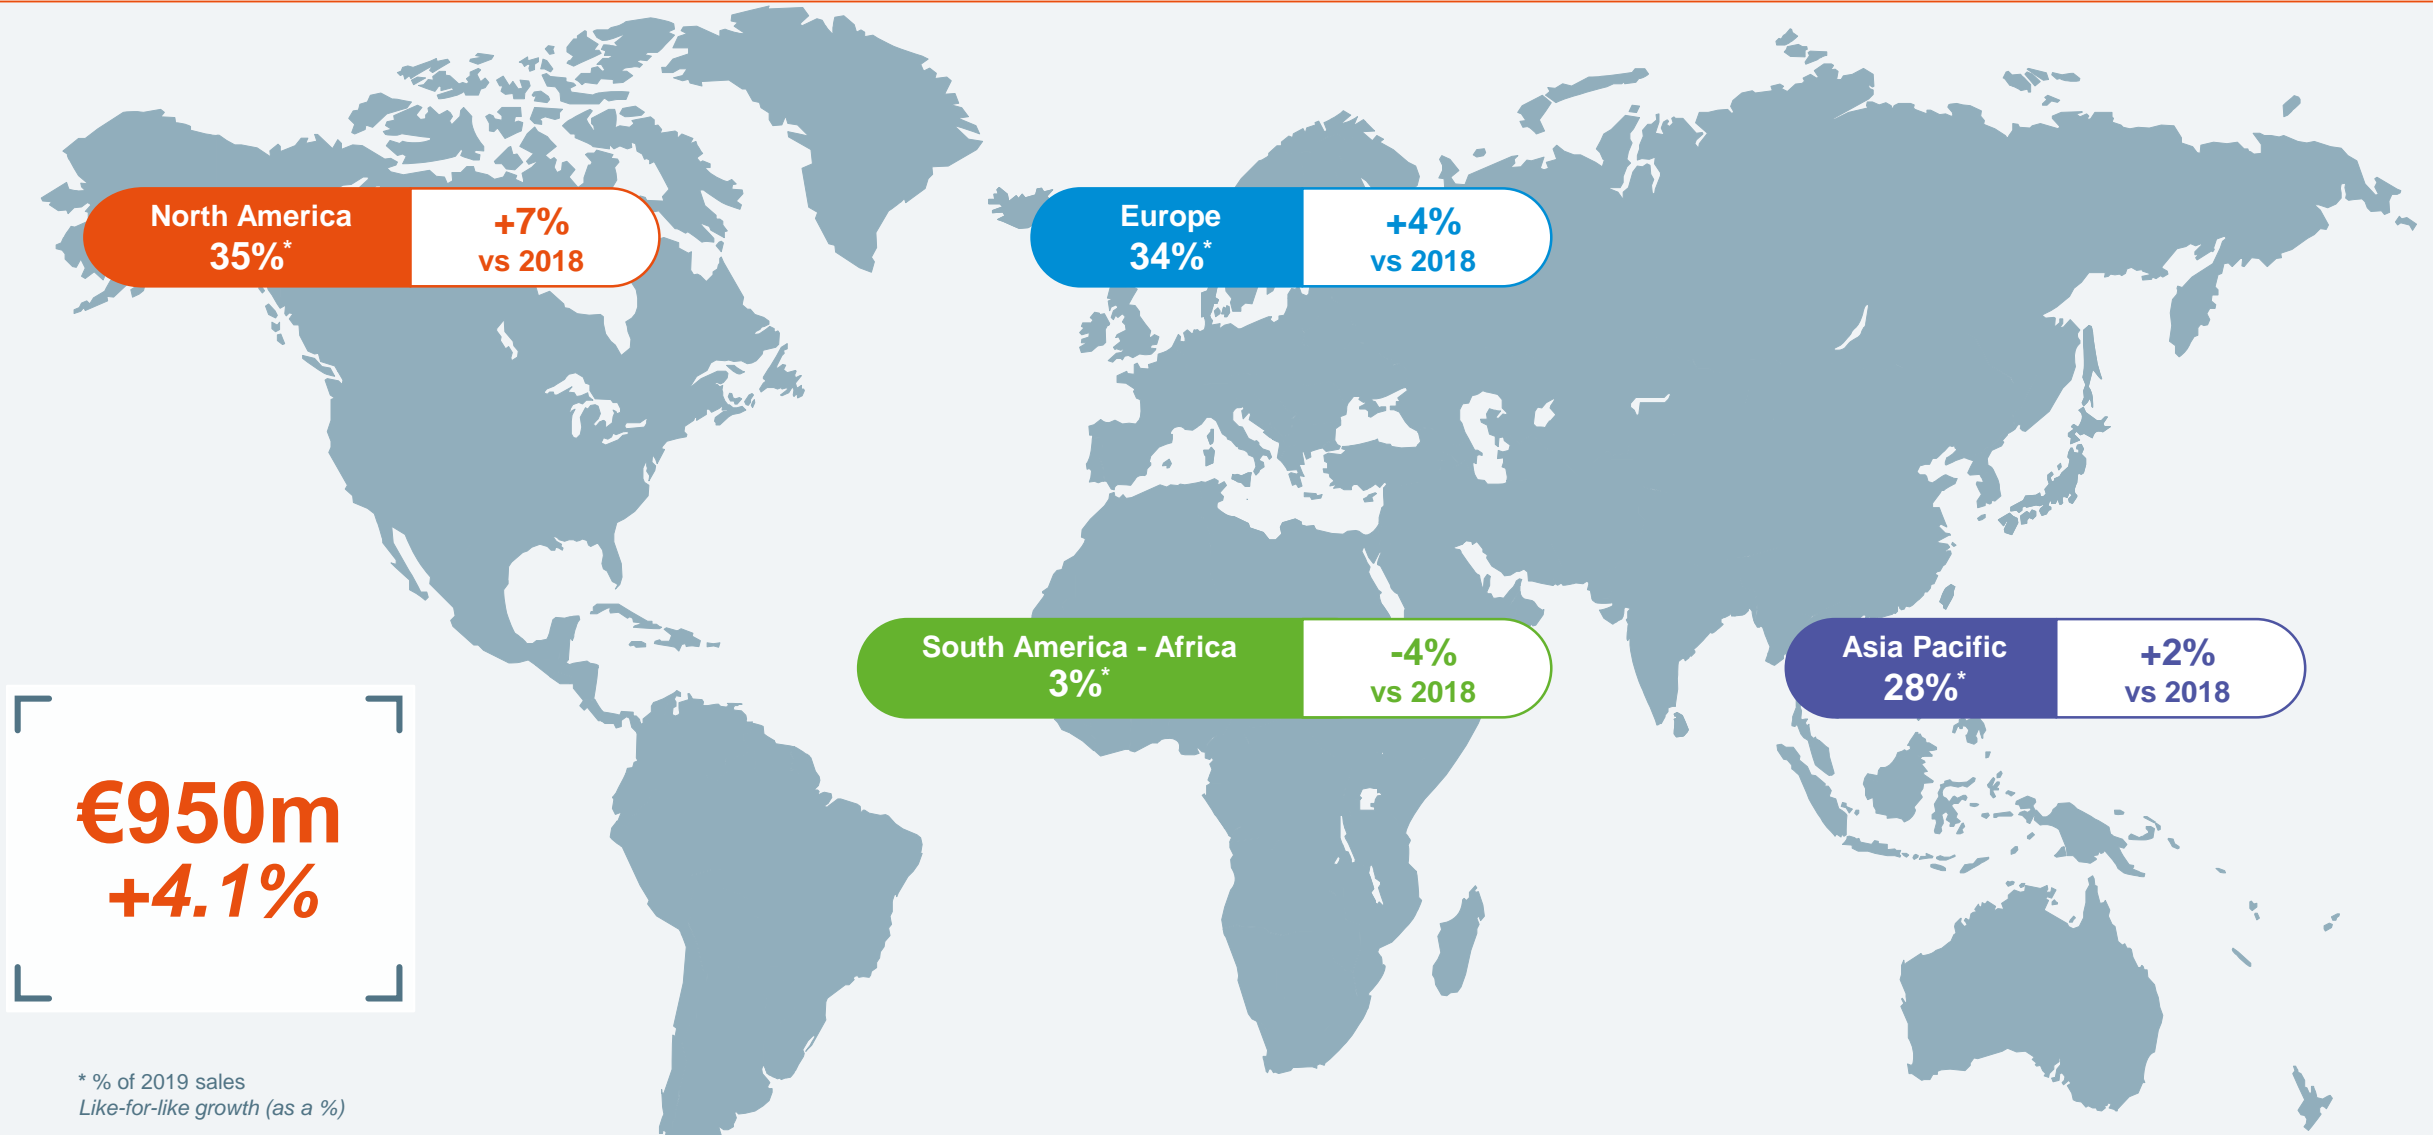 North America
35%*
+7%
vs 2018
Europe
34%*
+4%
vs 2018
South America - Africa
3%*
-4%
vs 2018
Asia Pacific
28%*
+2%
vs 2018
€950m
+4.1%
* % of 2019 sales
Like-for-like growth (as a %)